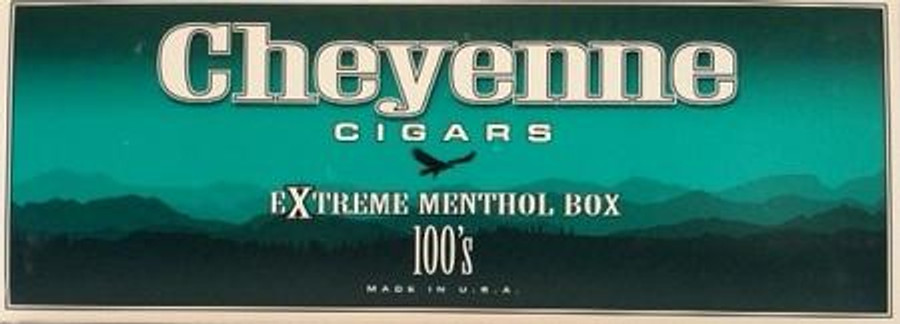 Cheyenne
CIGARS
EXTREME MENTHOL BOX
100's
MADE IN U.S.A.